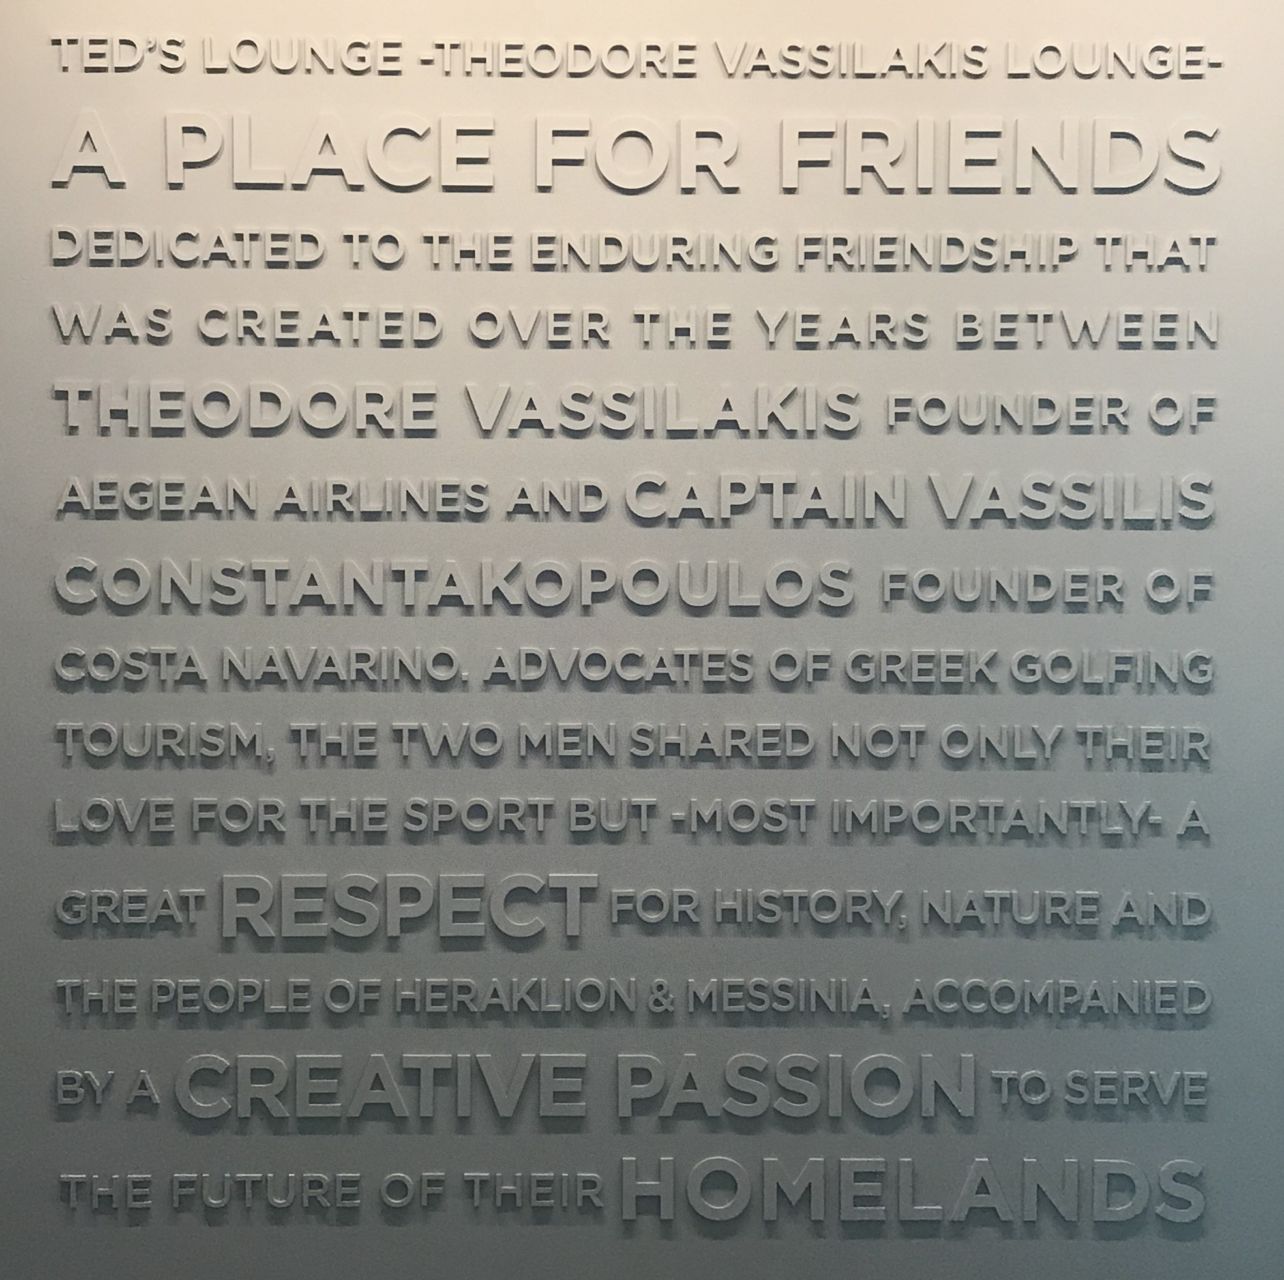 TED'S LOUNGE -THEODORE VASSILAKIS LOUNGE-
A PLACE FOR FRIENDS
DEDICATED TO THE ENDURING FRIENDSHIP THAT
WAS CREATED OVER THE YEARS BETWEEN
THEODORE VASSILAKIS FOUNDER OF
AEGEAN AIRLINES AND CAPTAIN VASSILIS
CONSTANTAKOPOULOS FOUNDER OF
COSTA NAVARINO. ADVOCATES OF GREEK GOLFING
TOURISM, THE TWO MEN SHARED NOT ONLY THEIR
LOVE FOR THE SPORT BUT -MOST IMPORTANTLY- A
GREAT RESPECT FOR HISTORY, NATURE AND
THE PEOPLE OF HERAKLION & MESSINIA, ACCOMPANIED
BY A CREATIVE PASSION TO SERVE
THE FUTURE OF THEIR HOMELANDS